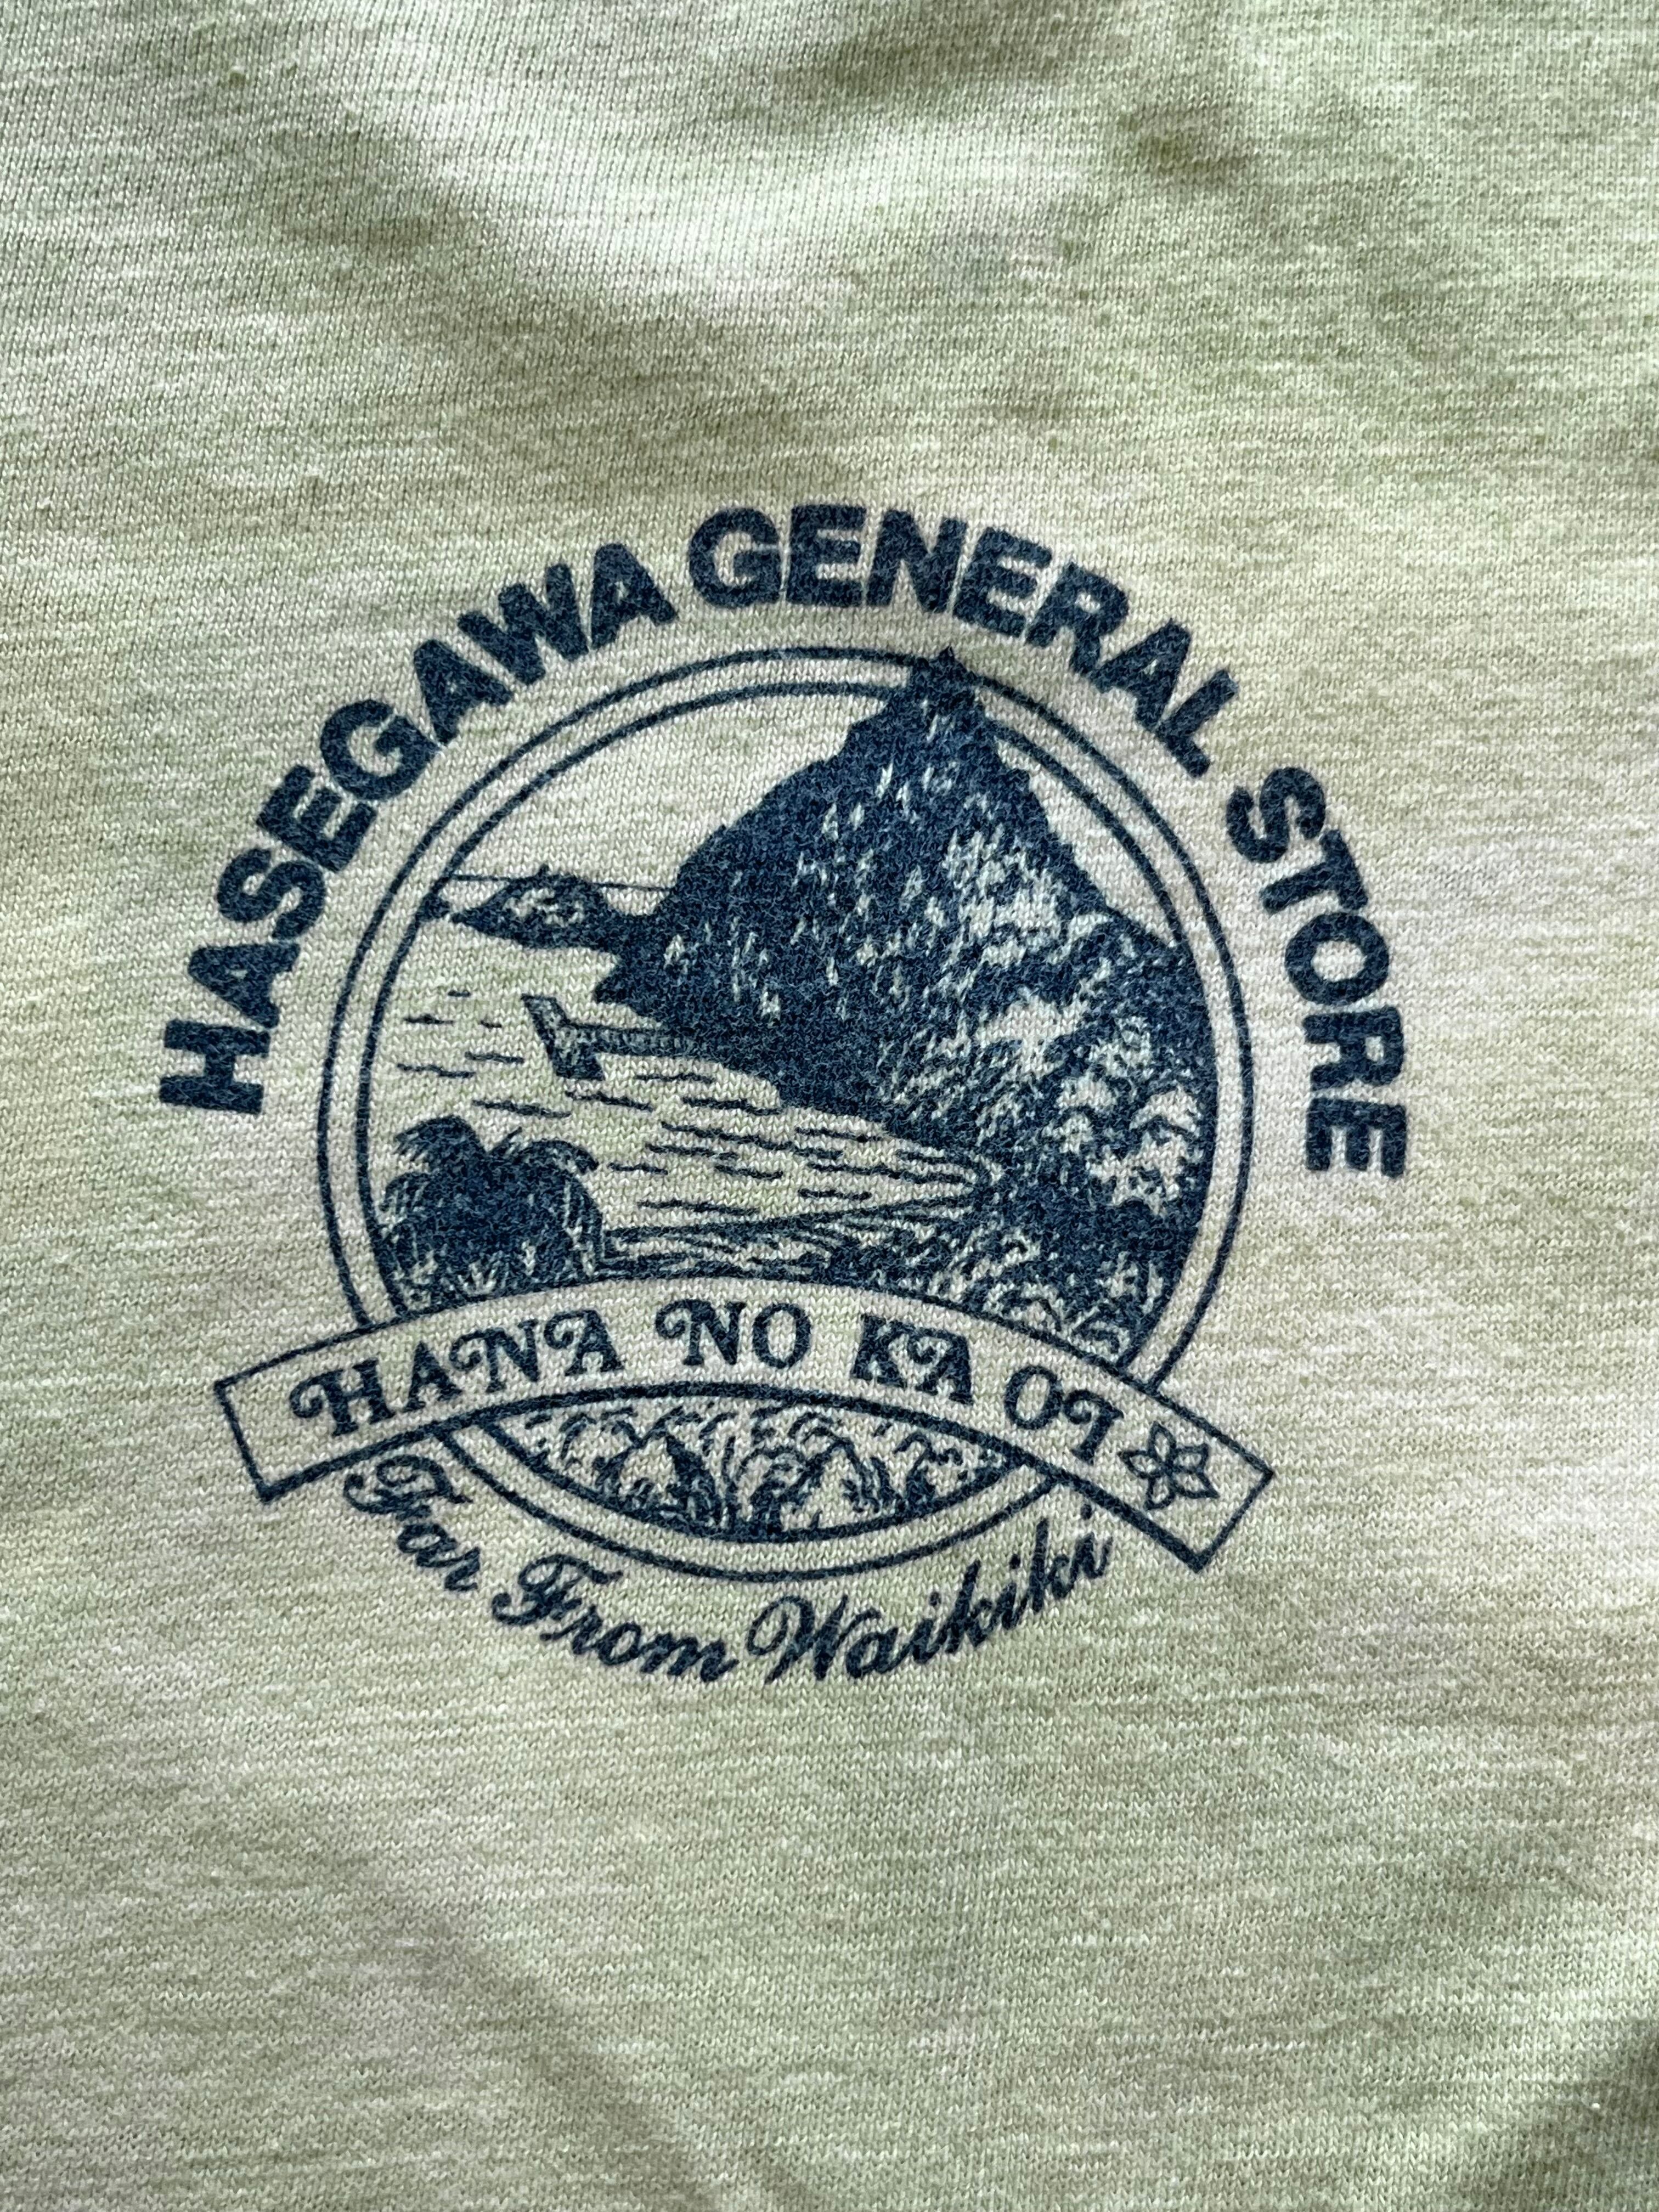 HASEGAWA GENERAL STORE
HANA NO KA OI
Far From Waikiki